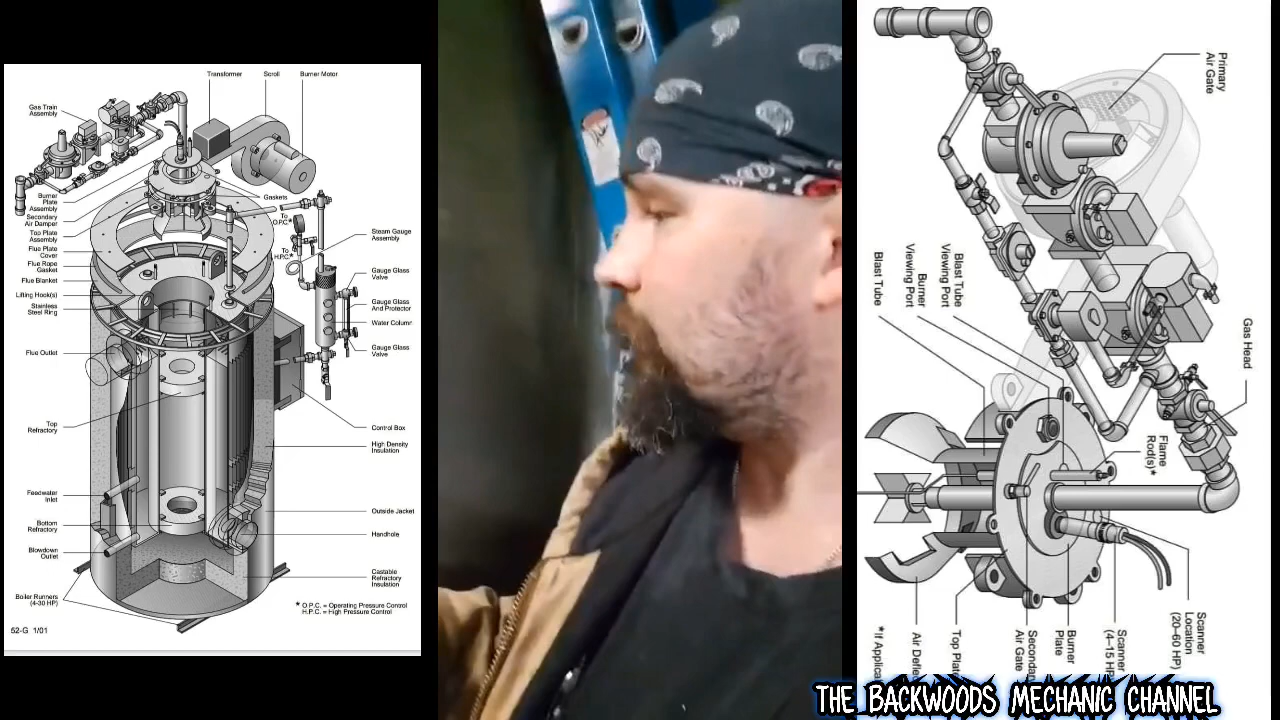 Transformer
Scroll
Burner Motor
Gas Train
Assembly
Burner
Plate
Assembly
Secondary
Air Damper
Top Plate
Assembly
Flue Plate
Cover
Flue Rope
Gasket
Flue Blanket
Lifting Hook(s)
Stainless
Steel Ring
Flue Outlet
Top
Refractory
Feedwater
Inlet
Bottom
Refractory
Blowdown
Outlet
Boiler Runners
(4-30 HP)
52-G 1/01
Gaskets
To
O.P.C.*
To
H.P.C.*
Steam Gauge
Assembly
Gauge Glass
Valve
Gauge Glass
And Protector
Water Column
Gauge Glass
Valve
Control Box
High Density
Insulation
Outside Jacket
Handhole
Castable
Refractory
Insulation
* O.P.C. = Operating Pressure Control
H.P.C. = High Pressure Control
Primary
Air Gate
Blast Tube
Viewing Port
Burner
Viewing Port
Blast Tube
Gas Head
Flame
Rod(s)*
Scanner
Location
(20–60 HP)
Scanner
(4–15 HP)
Burner
Plate
Secondar
Air Gate
Top Plat
Air Defle
*If Applica
THE BACKWOODS MECHANIC CHANNEL